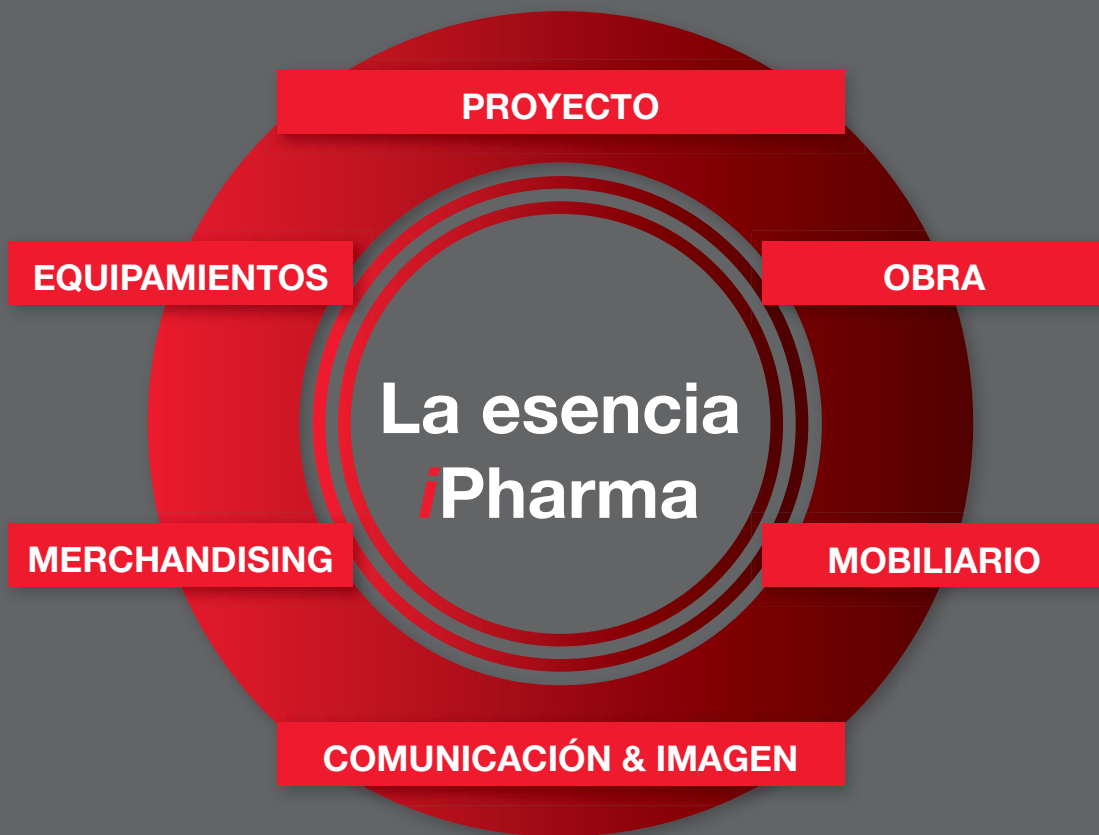 PROYECTO
EQUIPAMIENTOS
OBRA
La esencia
iPharma
MERCHANDISING
MOBILIARIO
COMUNICACIÓN & IMAGEN